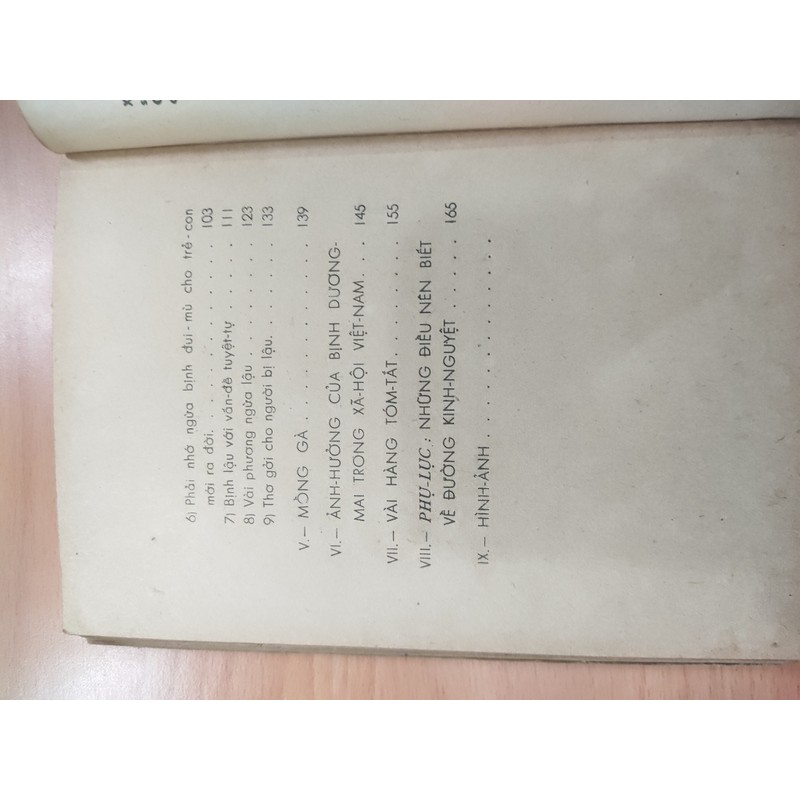 6) Phải nhớ ngừa bịnh đui-mù cho trẻ-con
mới ra đời. . . . . . . . . . . . . 103
7) Bịnh lậu với vấn-đề tuyệt-tự . . . . . 111
8) Vài phương ngừa lậu . . . . . . . . 123
9) Thơ gởi cho người bị lậu. . . . . . . 133
V.— MỒNG GÀ . . . . . . . . . . . 139
VI.— ẢNH-HƯỞNG CỦA BỊNH DƯƠNG-
MAI TRONG XÃ-HỘI VIỆT-NAM. . . 145
VII.— VÀI HÀNG TÓM-TẮT. . . . . . . 155
VIII.— PHỤ-LỤC : NHỮNG ĐIỀU NÊN BIẾT
VỀ ĐƯỜNG KINH-NGUYỆT . . . . . 165
IX.— HÌNH-ẢNH . . . . . . . . . . . .